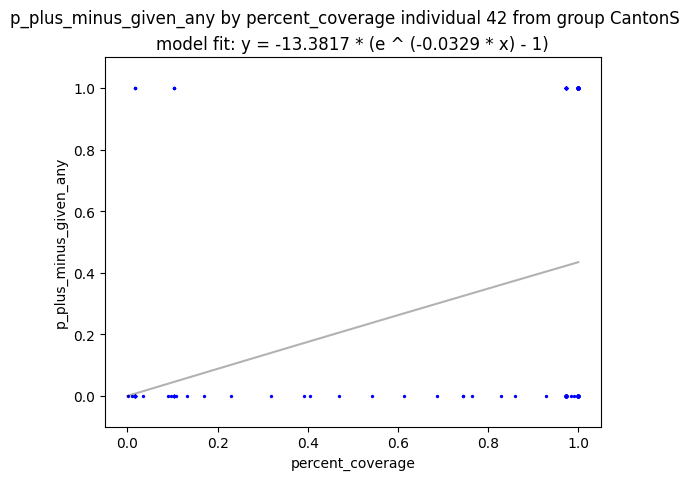 p_plus_minus_given_any by percent_coverage individual 42 from group CantonS
model fit: y = -13.3817 * (e ^ (-0.0329 * x) - 1)
1.0
0.8
0.6
0.4
0.2
0.0
p_plus_minus_given_any
0.0 0.2 0.4 0.6 0.8 1.0
percent_coverage